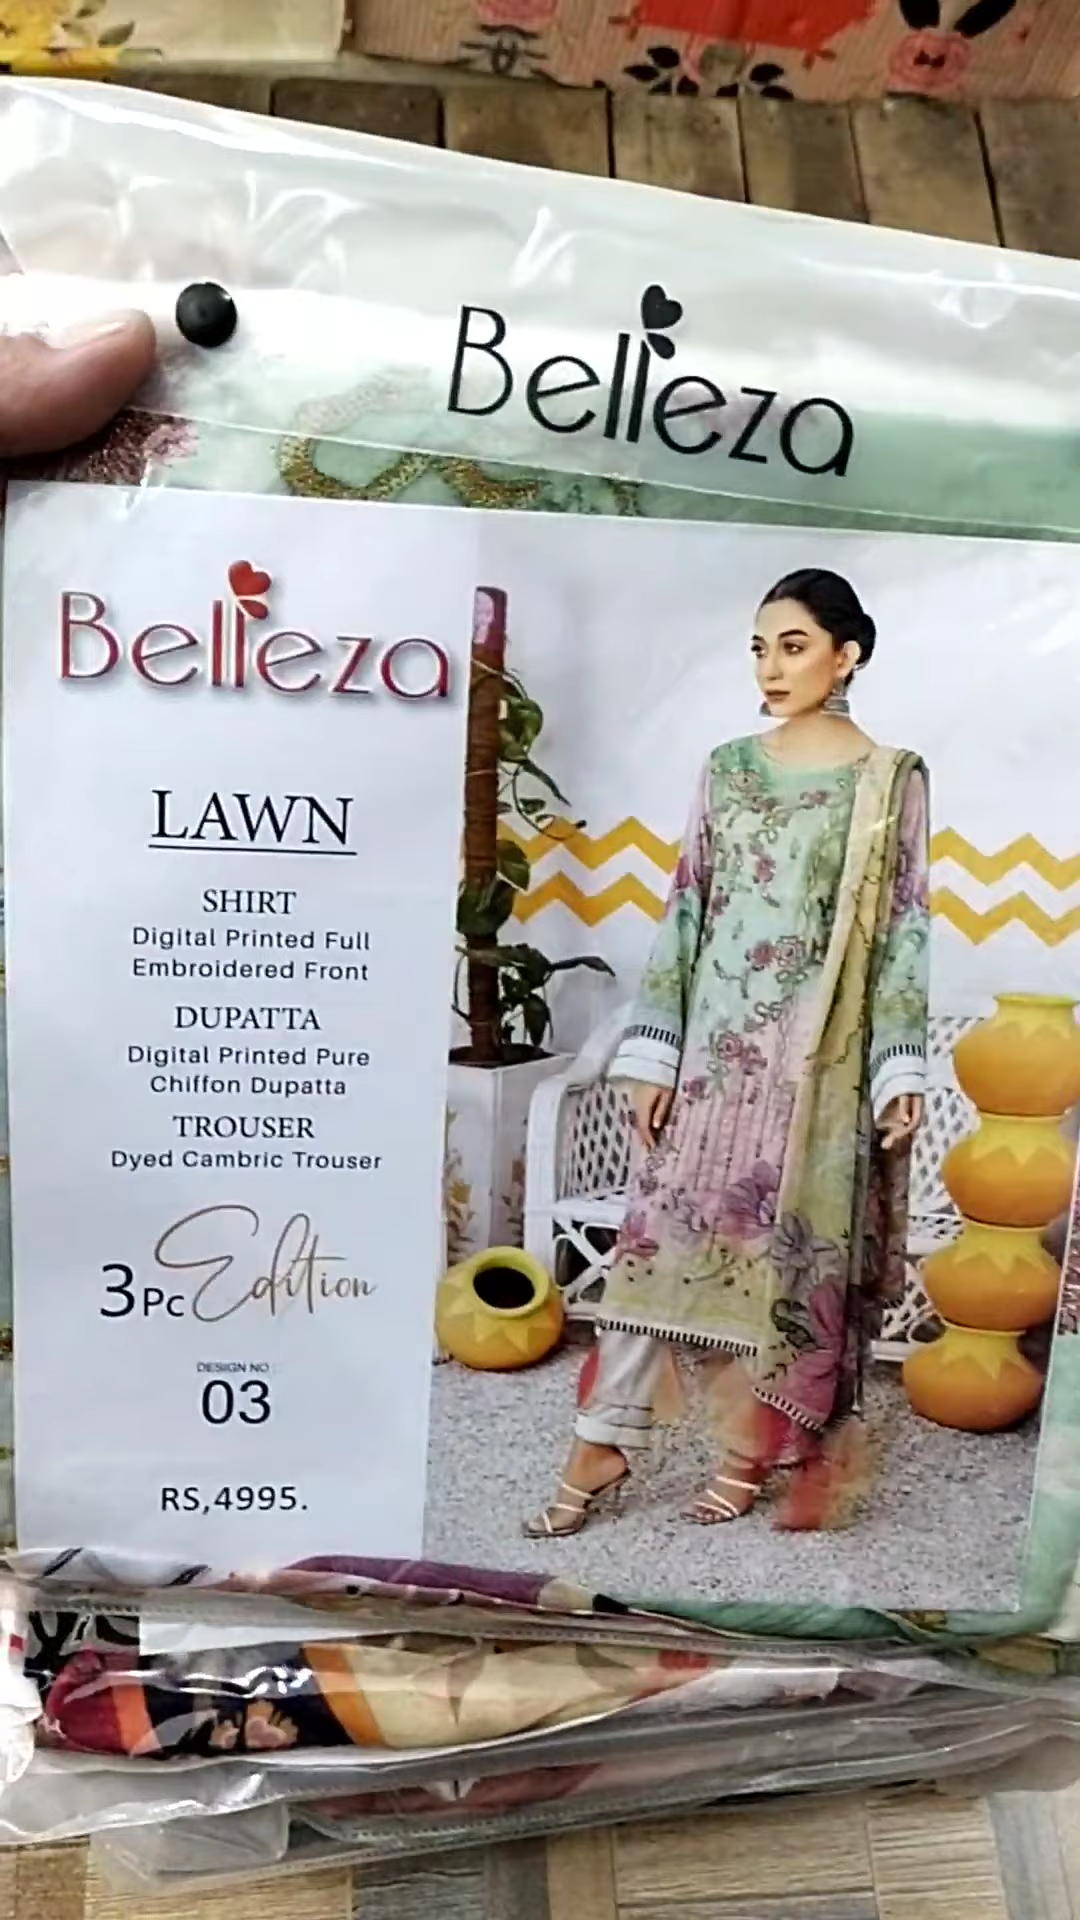 Belleza
Belleza
LAWN
SHIRT
Digital Printed Full
Embroidered Front
DUPATTA
Digital Printed Pure
Chiffon Dupatta
TROUSER
Dyed Cambric Trouser
3Pc Edition
DESIGN NO :
03
RS,4995.